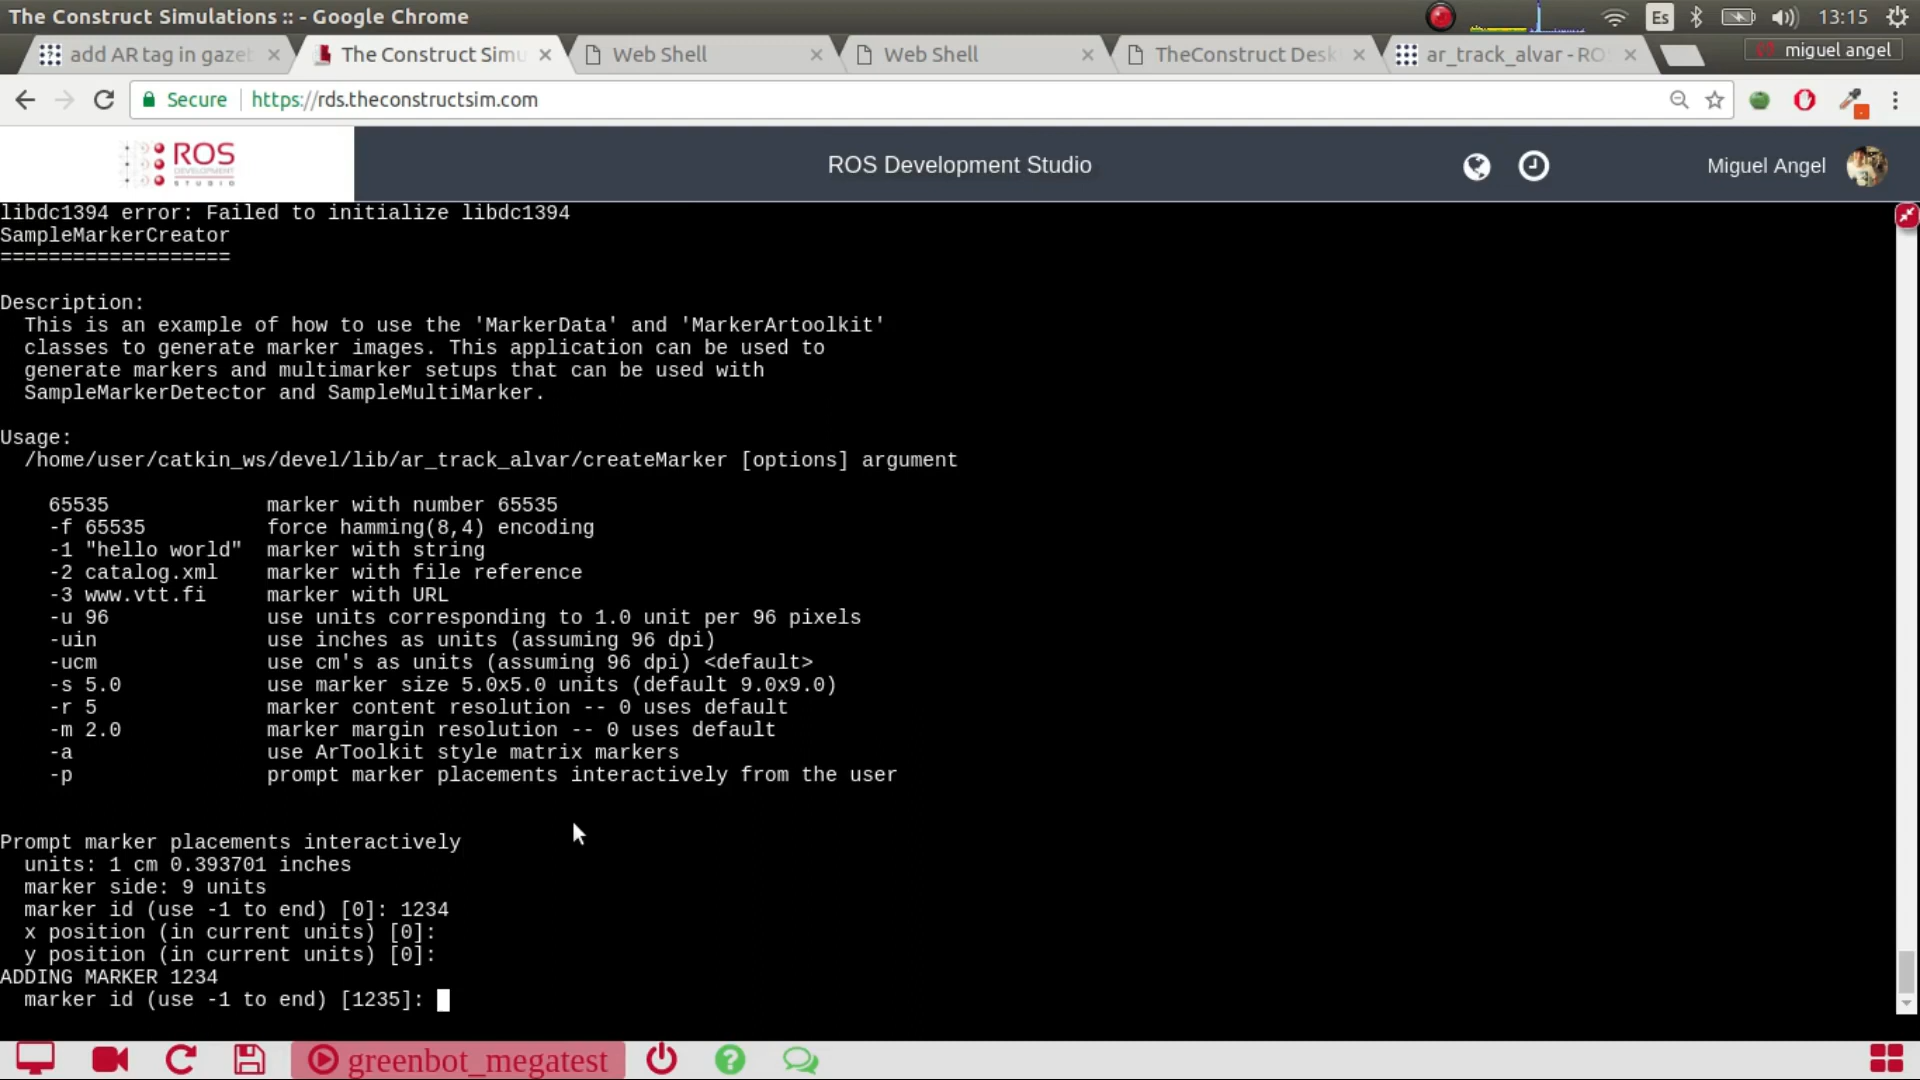 The Construct Simulations :: - Google Chrome
Es
13:15
add AR tag in gaze
The Construct Simu
Web Shell
Web Shell
TheConstruct Desk
ar_track_alvar - RO
miguel angel
Secure
https://rds.theconstructsim.com
ROS
DEVELOPMENT
STUDIO
ROS Development Studio
Miguel Angel
libdc1394 error: Failed to initialize libdc1394
SampleMarkerCreator
===================
Description:
This is an example of how to use the 'MarkerData' and 'MarkerArtoolkit'
classes to generate marker images. This application can be used to
generate markers and multimarker setups that can be used with
SampleMarkerDetector and SampleMultiMarker.
Usage:
/home/user/catkin_ws/devel/lib/ar_track_alvar/createMarker [options] argument
65535 marker with number 65535
-f 65535 force hamming(8,4) encoding
-1 "hello world" marker with string
-2 catalog.xml marker with file reference
-3 www.vtt.fi marker with URL
-u 96 use units corresponding to 1.0 unit per 96 pixels
-uin use inches as units (assuming 96 dpi)
-ucm use cm's as units (assuming 96 dpi) <default>
-s 5.0 use marker size 5.0x5.0 units (default 9.0x9.0)
-r 5 marker content resolution -- 0 uses default
-m 2.0 marker margin resolution -- 0 uses default
-a use ArToolkit style matrix markers
-p prompt marker placements interactively from the user
Prompt marker placements interactively
units: 1 cm 0.393701 inches
marker side: 9 units
marker id (use -1 to end) [0]: 1234
x position (in current units) [0]:
y position (in current units) [0]:
ADDING MARKER 1234
marker id (use -1 to end) [1235]:
greenbot_megatest